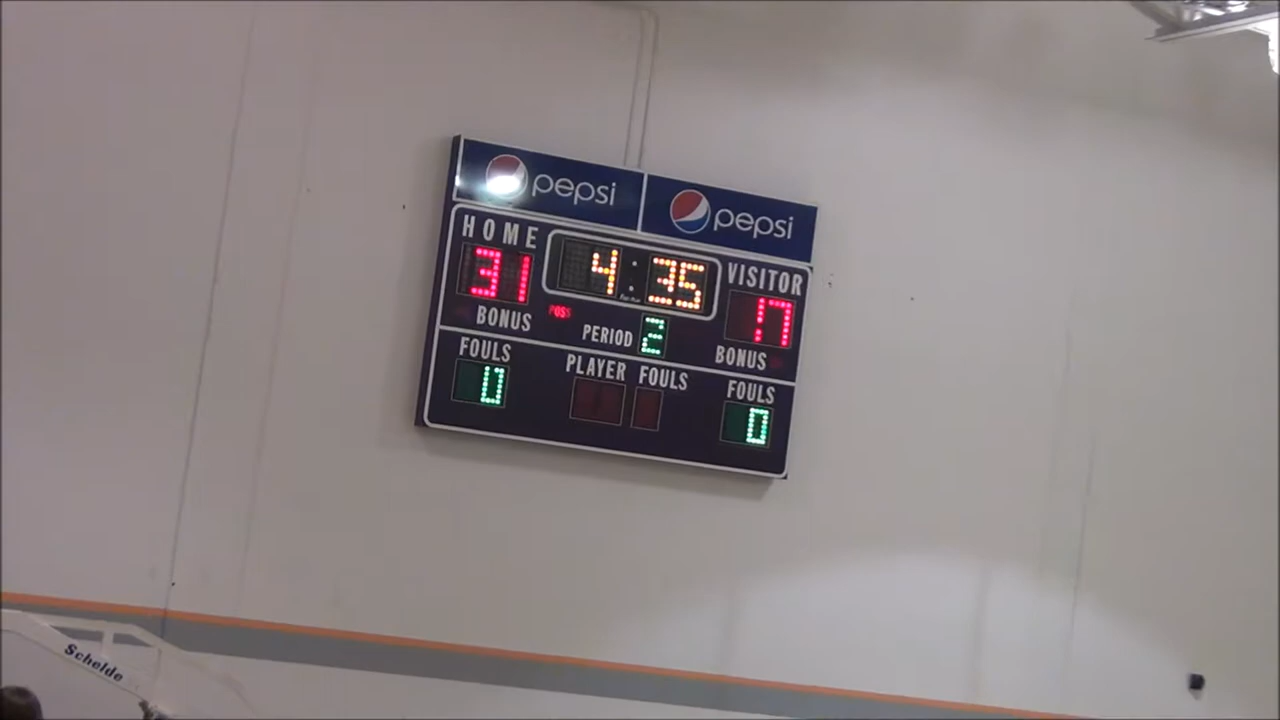 pepsi pepsi
HOME 4:35 VISITOR
31 17
BONUS POSS PERIOD 2 BONUS
FOULS PLAYER FOULS FOULS
0 0
Schelde